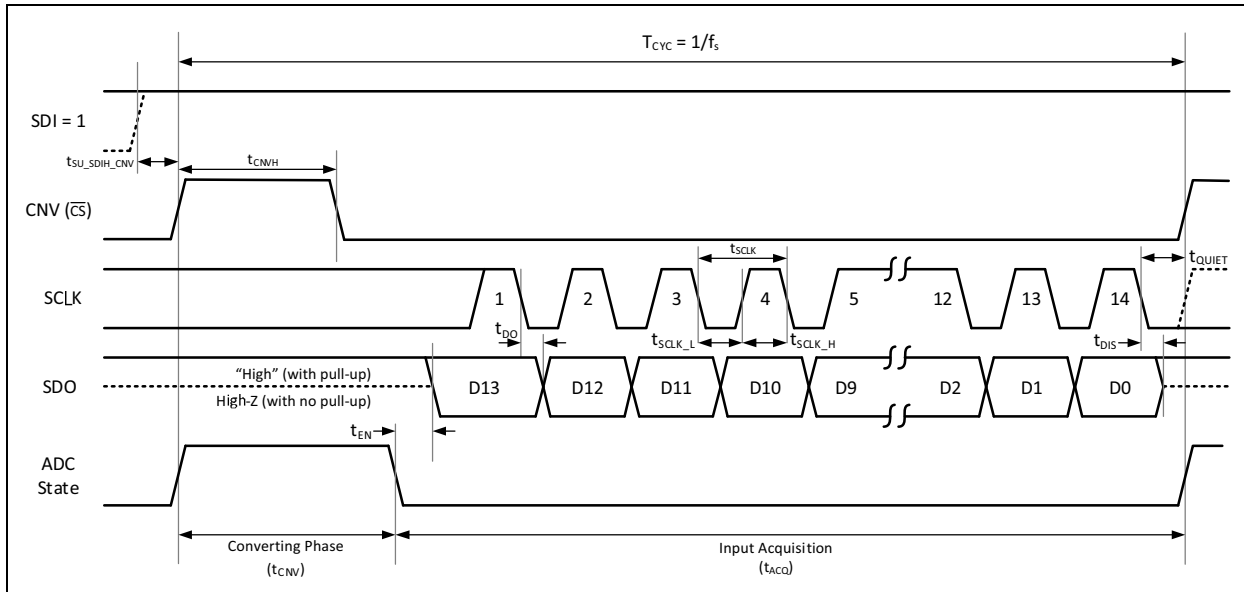 T_CYC = 1/f_s
SDI = 1
t_SU_SDIH_CNV
t_CNVH
CNV (C̅S̅)
t_SCLK
t_QUIET
SCLK
1 2 3 4 5 12 13 14
t_DO
t_SCLK_L
t_SCLK_H
t_DIS
SDO
"High" (with pull-up)
High-Z (with no pull-up)
D13 D12 D11 D10 D9 D2 D1 D0
t_EN
ADC
State
Converting Phase
(t_CNV)
Input Acquisition
(t_ACQ)